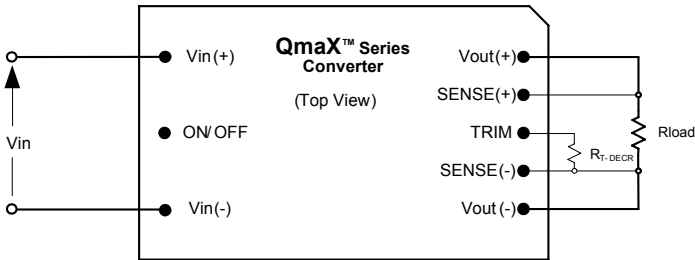 QmaX™ Series
Converter
(Top View)
Vin
Vin(+)
ON/OFF
Vin(-)
Vout(+)
SENSE(+)
TRIM
SENSE(-)
Vout(-)
RT-DECR
Rload